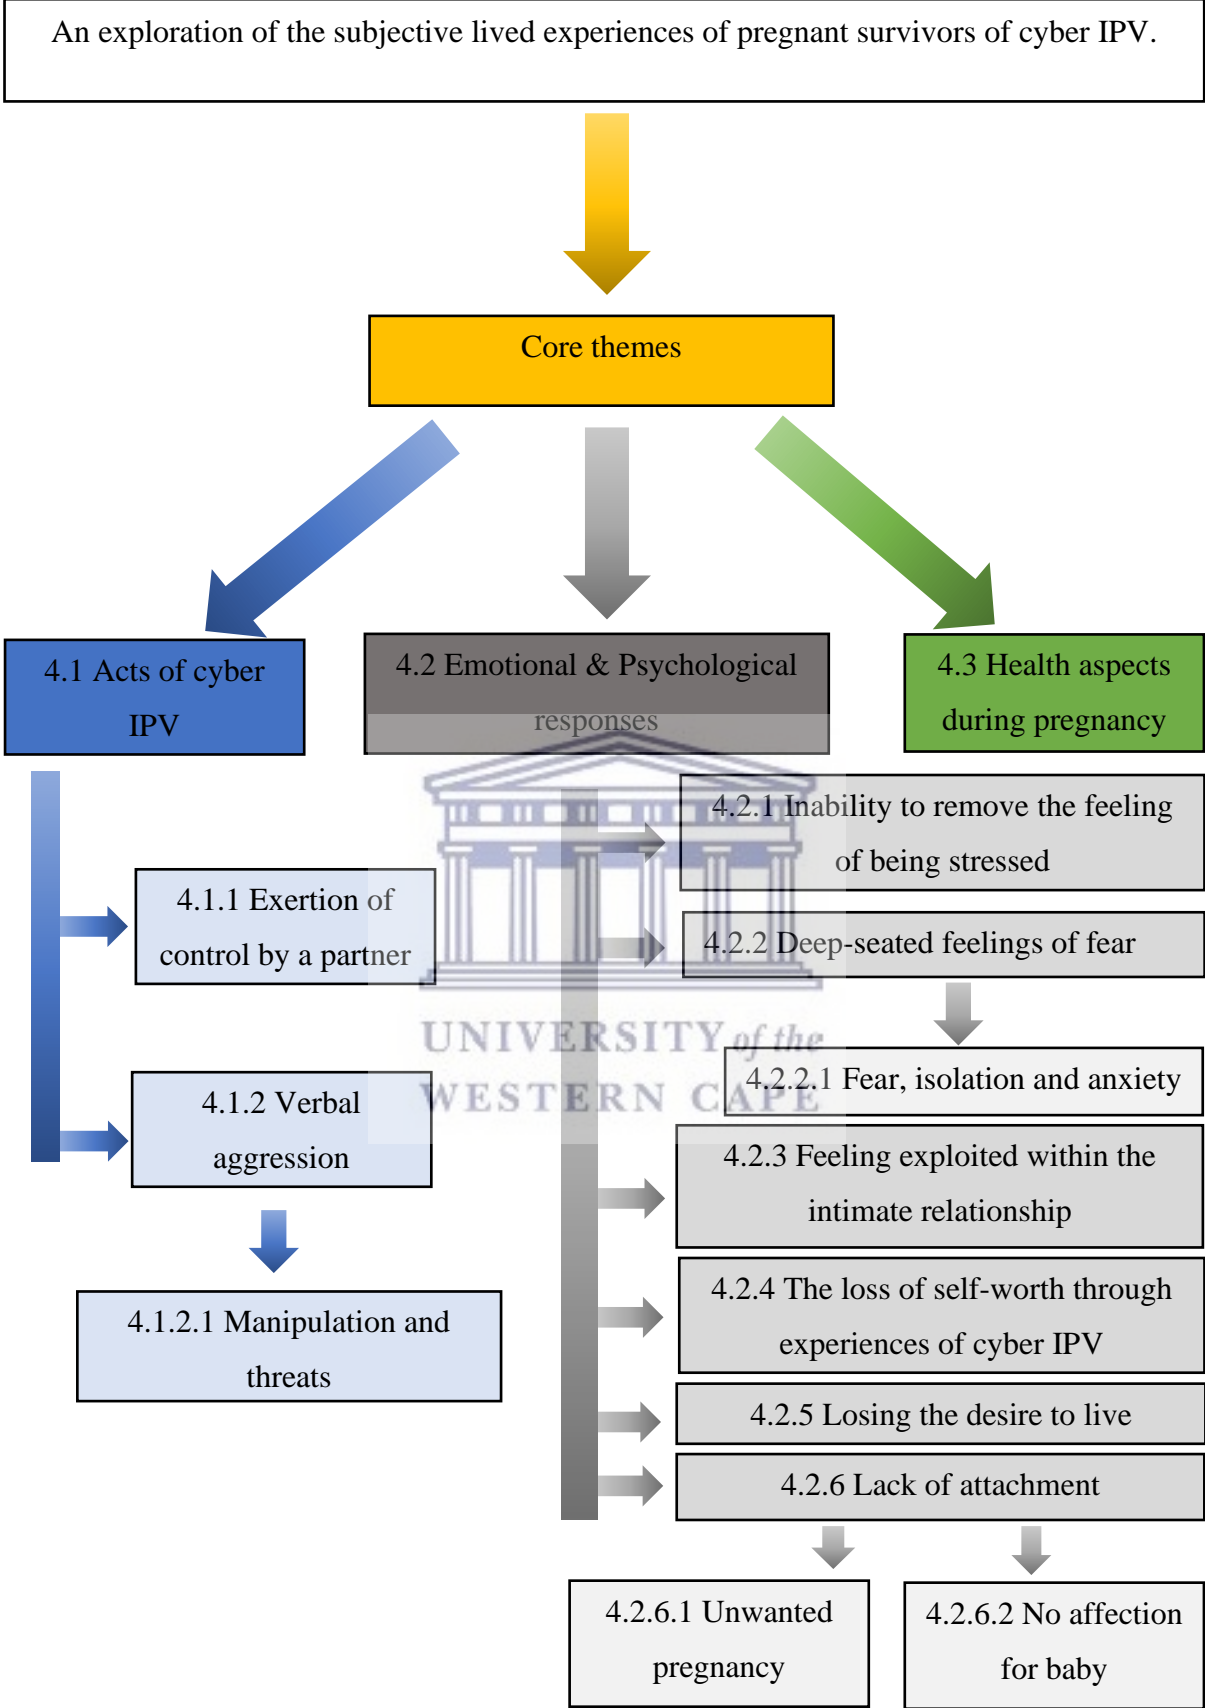 An exploration of the subjective lived experiences of pregnant survivors of cyber IPV.
Core themes
4.1 Acts of cyber
IPV
4.2 Emotional & Psychological
responses
4.3 Health aspects
during pregnancy
4.1.1 Exertion of
control by a partner
4.1.2 Verbal
aggression
4.1.2.1 Manipulation and
threats
4.2.1 Inability to remove the feeling
of being stressed
4.2.2 Deep-seated feelings of fear
4.2.2.1 Fear, isolation and anxiety
4.2.3 Feeling exploited within the
intimate relationship
4.2.4 The loss of self-worth through
experiences of cyber IPV
4.2.5 Losing the desire to live
4.2.6 Lack of attachment
4.2.6.1 Unwanted
pregnancy
4.2.6.2 No affection
for baby
UNIVERSITY of the
WESTERN CAPE